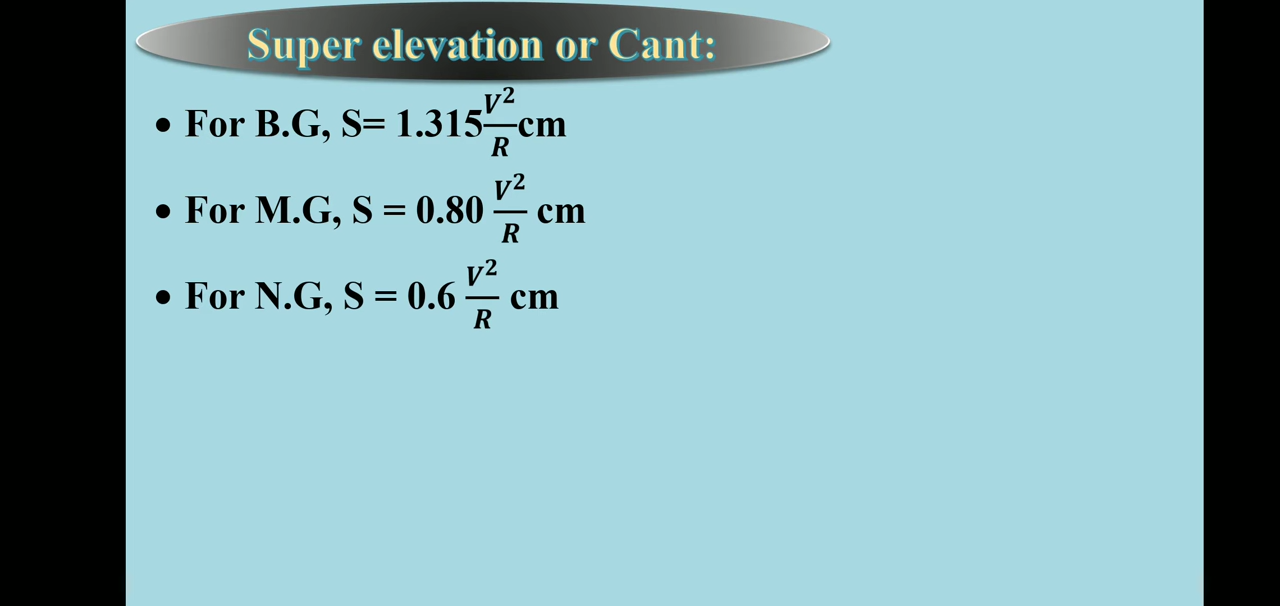 Super elevation or Cant:
• For B.G, S= 1.315 V²/R cm
• For M.G, S = 0.80 V²/R cm
• For N.G, S = 0.6 V²/R cm